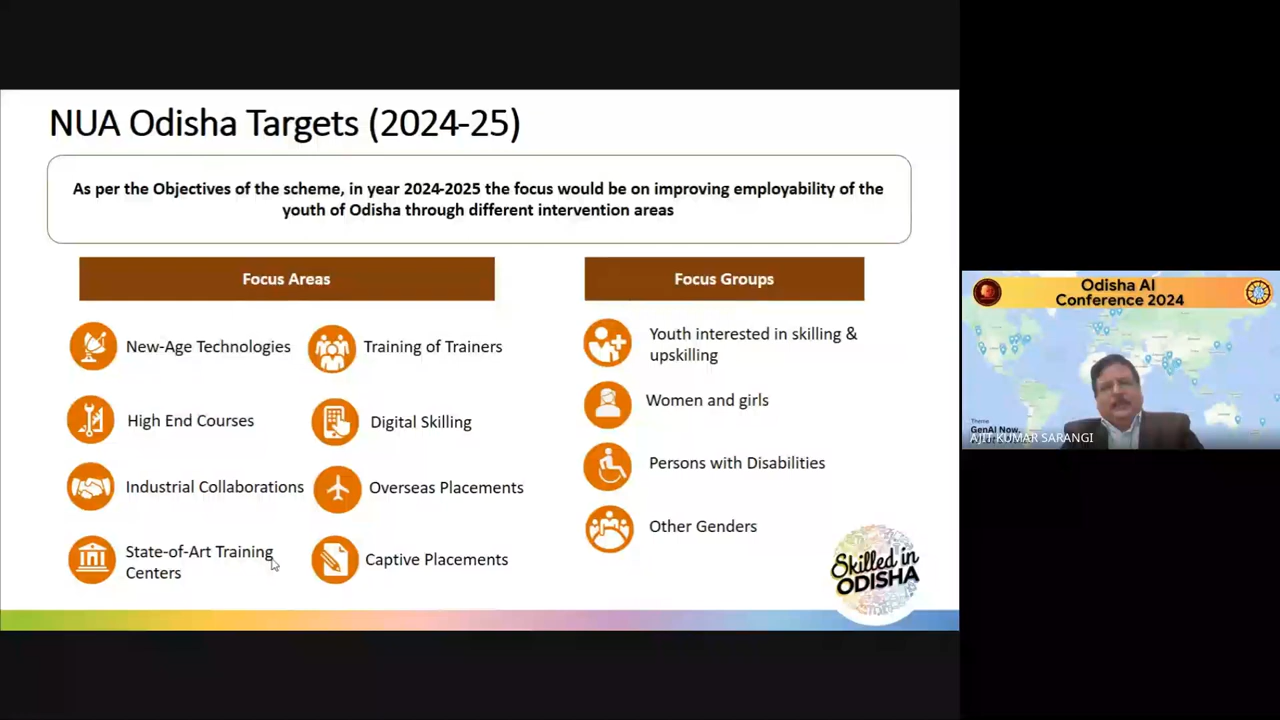 NUA Odisha Targets (2024-25)
As per the Objectives of the scheme, in year 2024-2025 the focus would be on improving employability of the
youth of Odisha through different intervention areas
Focus Areas
New-Age Technologies
Training of Trainers
High End Courses
Digital Skilling
Industrial Collaborations
Overseas Placements
State-of-Art Training
Centers
Captive Placements
Focus Groups
Youth interested in skilling &
upskilling
Women and girls
Persons with Disabilities
Other Genders
Skilled in
ODISHA
Odisha AI
Conference 2024
Theme
GenAI Now,
AJIT KUMAR SARANGI